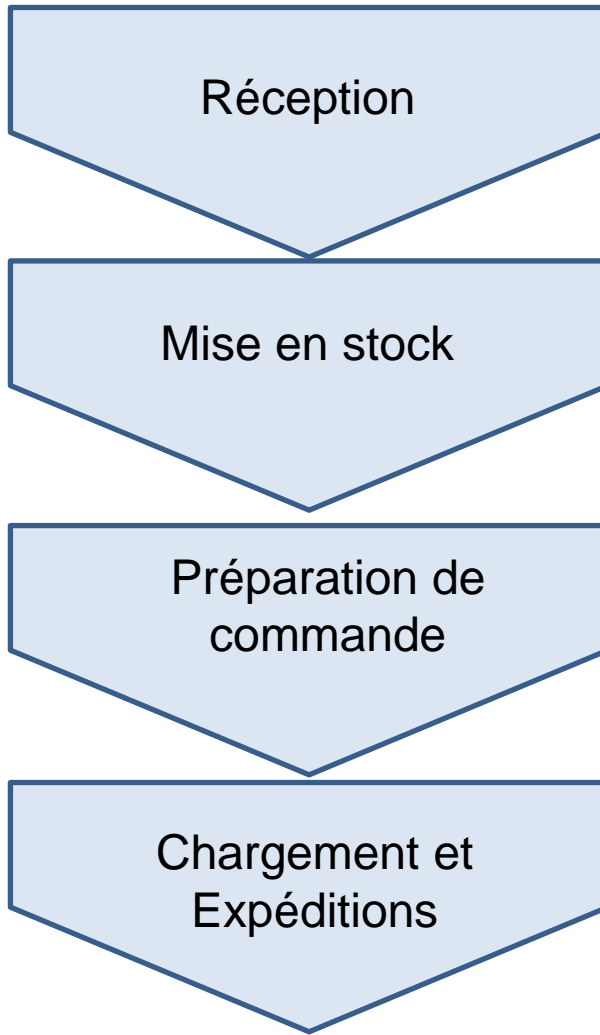 Réception
Mise en stock
Préparation de
commande
Chargement et
Expéditions